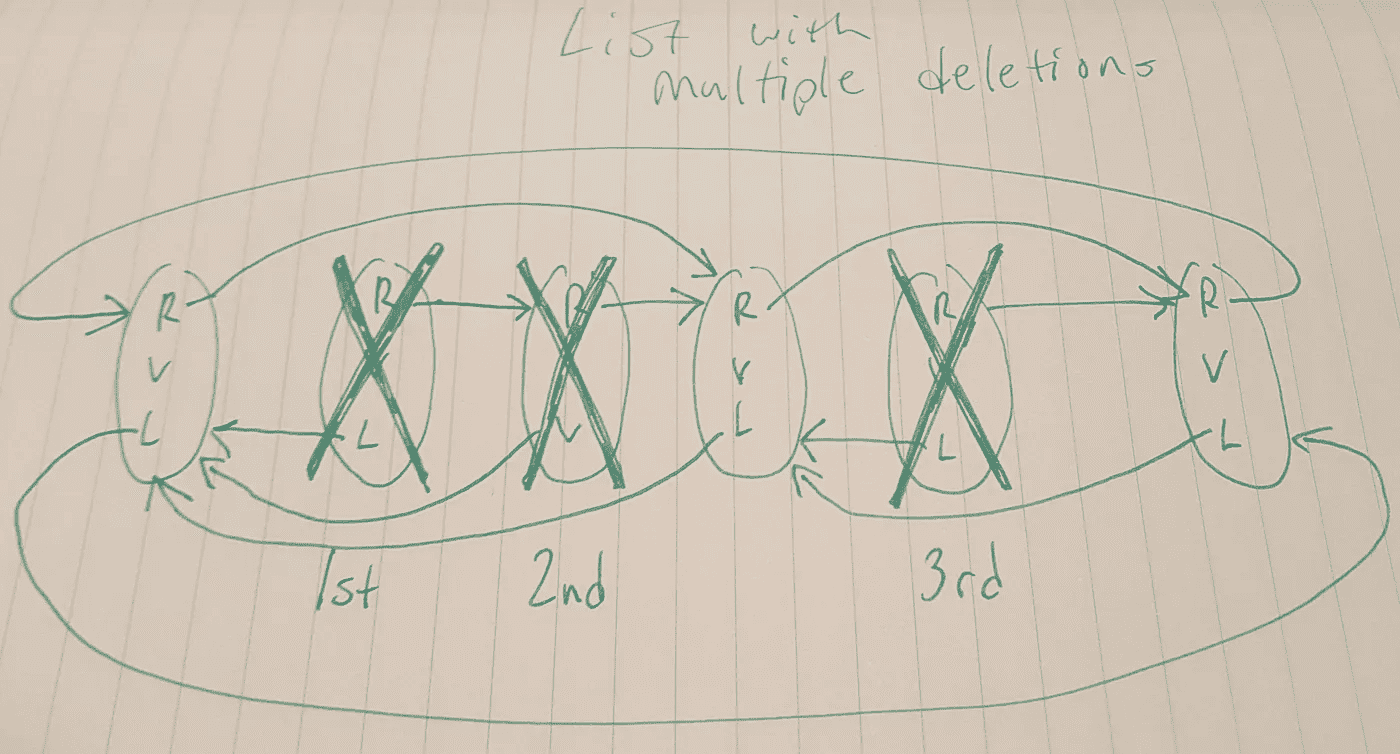 List with
multiple deletions
R R R R R R
V V V
L L V L L L
1st 2nd 3rd